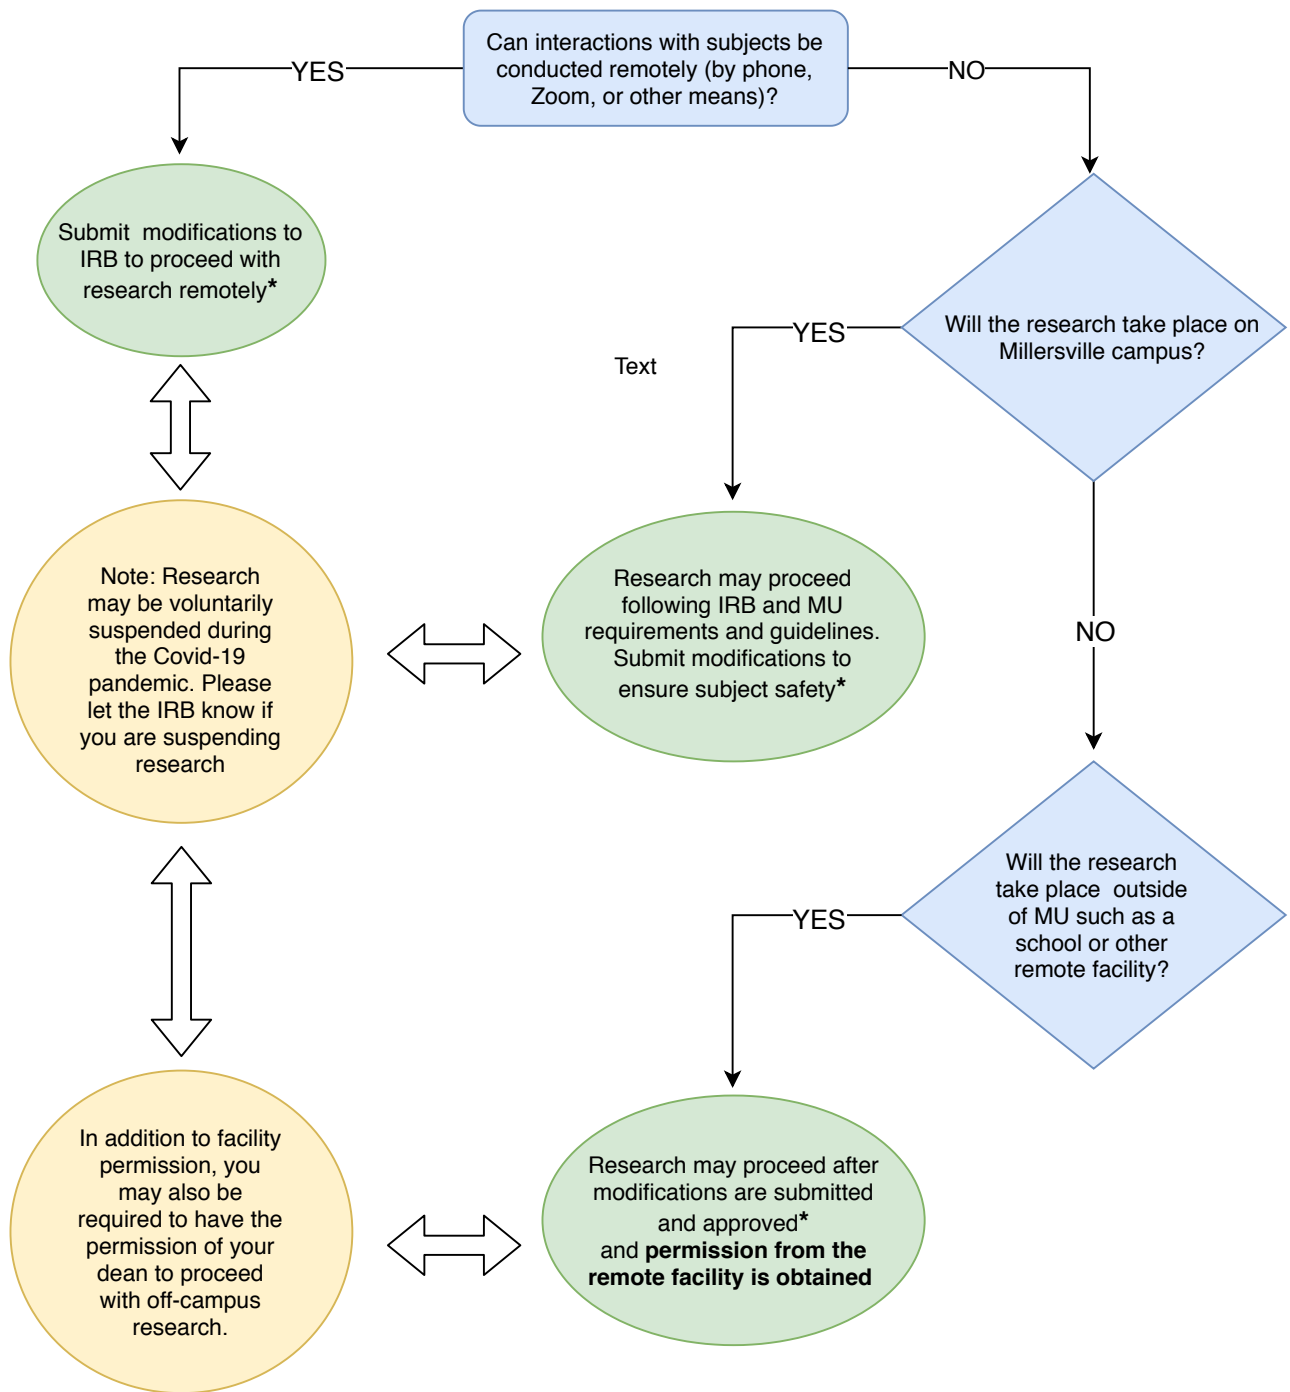 Can interactions with subjects be
conducted remotely (by phone,
Zoom, or other means)?
YES
NO
Submit modifications to
IRB to proceed with
research remotely*
Will the research take place on
Millersville campus?
YES
Text
Note: Research
may be voluntarily
suspended during
the Covid-19
pandemic. Please
let the IRB know if
you are suspending
research
Research may proceed
following IRB and MU
requirements and guidelines.
Submit modifications to
ensure subject safety*
NO
Will the research
take place outside
of MU such as a
school or other
remote facility?
YES
In addition to facility
permission, you
may also be
required to have the
permission of your
dean to proceed
with off-campus
research.
Research may proceed after
modifications are submitted
and approved*
and permission from the
remote facility is obtained